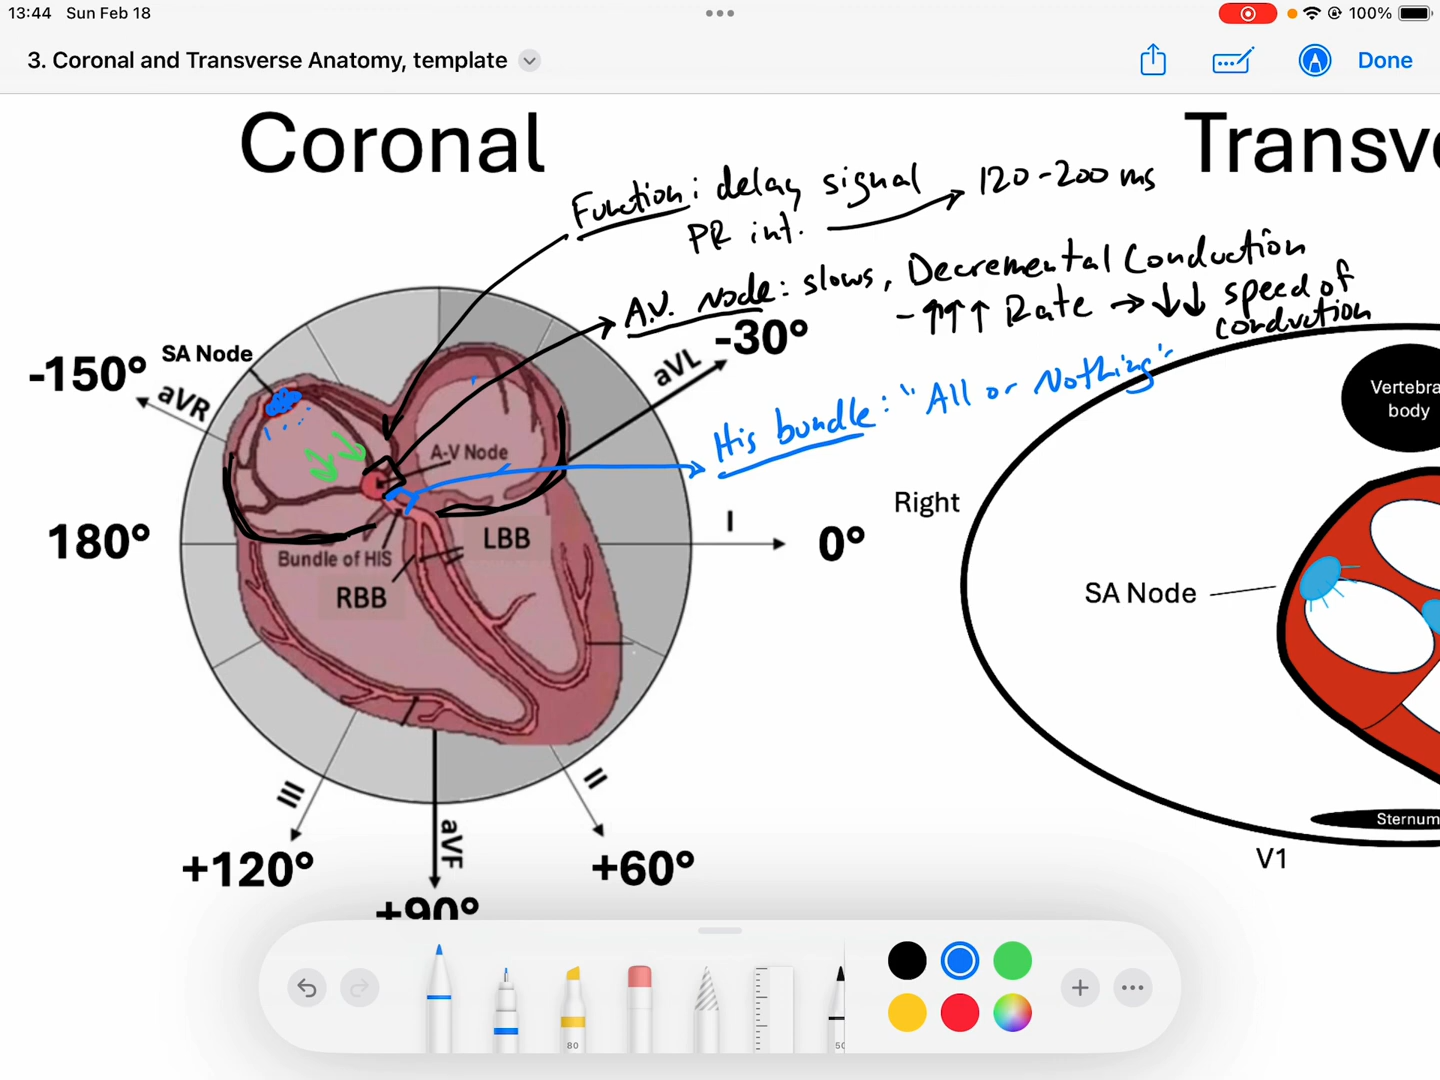 13:44 Sun Feb 18
100%
3. Coronal and Transverse Anatomy, template
Done
Coronal
Transv
Function: delay signal
PR int.
120-200 ms
A.V. Node: slows, Decremental Conduction
- ↑↑↑ Rate → ↓↓ speed of
conduction
His bundle: "All or Nothing"
-150°
aVR
SA Node
aVL
-30°
A-V Node
180°
I
0°
LBB
Bundle of HIS
RBB
III
+120°
aVF
+90°
II
+60°
Right
Vertebra
body
SA Node
Sternum
V1
80
50